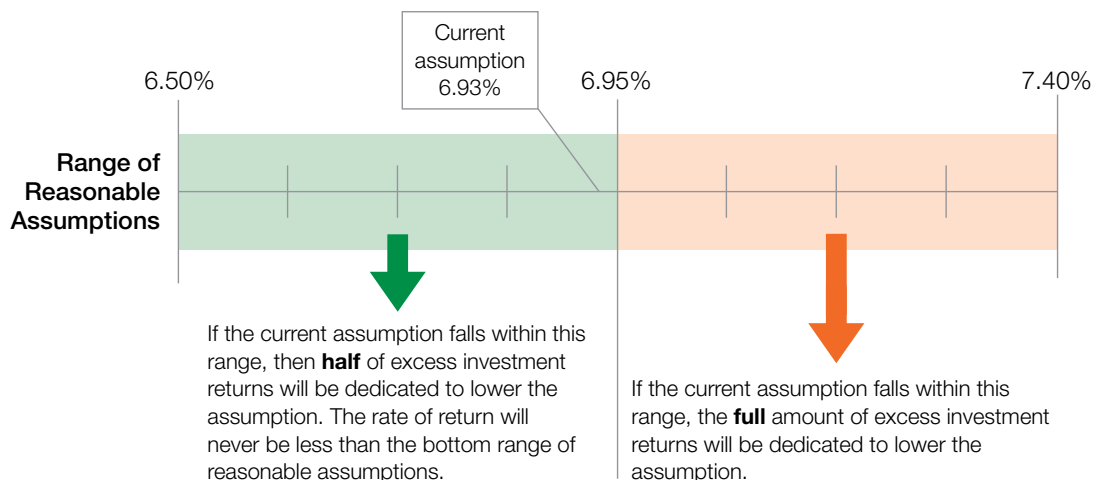 Current
assumption
6.93%
6.50%
6.95%
7.40%
Range of
Reasonable
Assumptions
If the current assumption falls within this
range, then half of excess investment
returns will be dedicated to lower the
assumption. The rate of return will
never be less than the bottom range of
reasonable assumptions.
If the current assumption falls within this
range, the full amount of excess investment
returns will be dedicated to lower the
assumption.